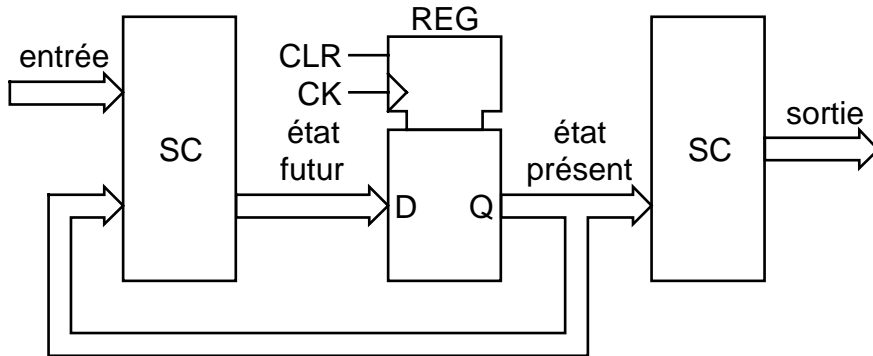 REG
entrée
CLR
CK
SC
état
futur
D
Q
état
présent
SC
sortie